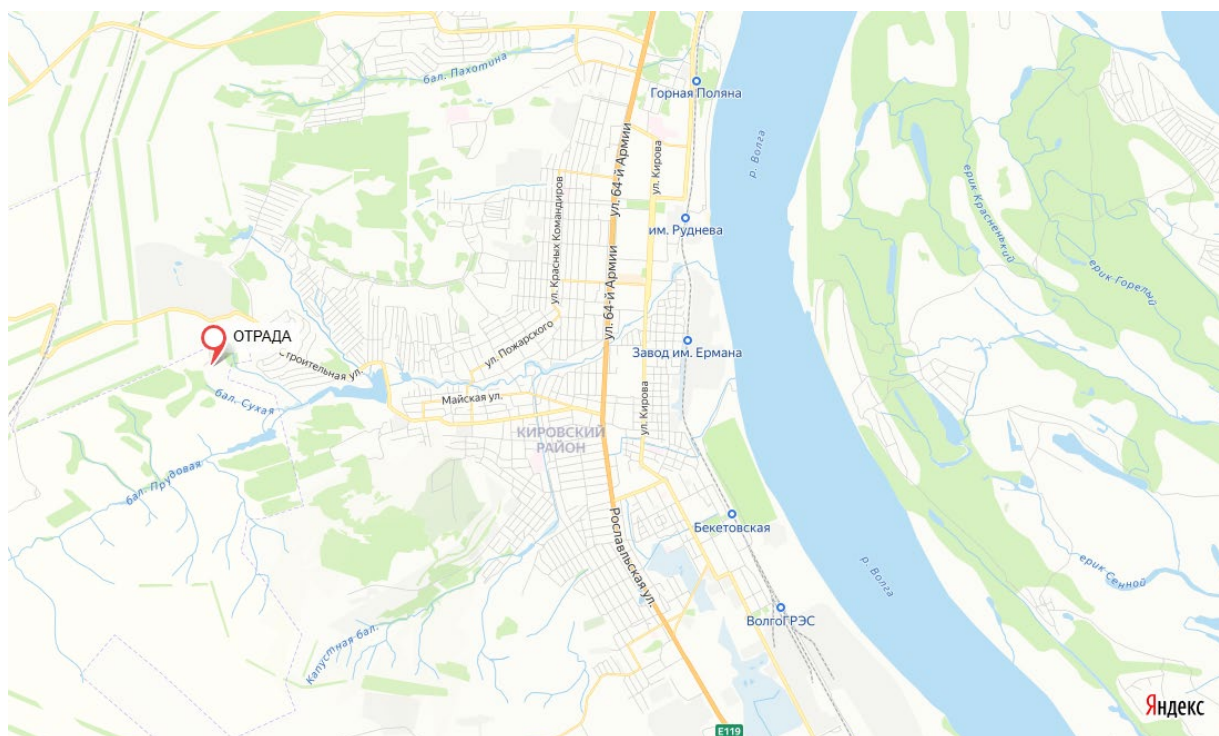 бал. Пахотина
Горная Поляна
ул. 64-й Армии
ул. Кирова
р. Волга
ерик Красненький
ерик Горелый
ул. Красных Командиров
им. Руднева
ул. 64-й Армии
ОТРАДА
Строительная ул.
ул. Пожарского
Завод им. Ермана
бал. Сухая
Майская ул.
ул. Кирова
КИРОВСКИЙ
РАЙОН
бал. Прудовая
Бекетовская
Рославльская ул.
р. Волга
ерик Сенной
ВолгоГРЭС
Капустная бал.
Яндекс
E119